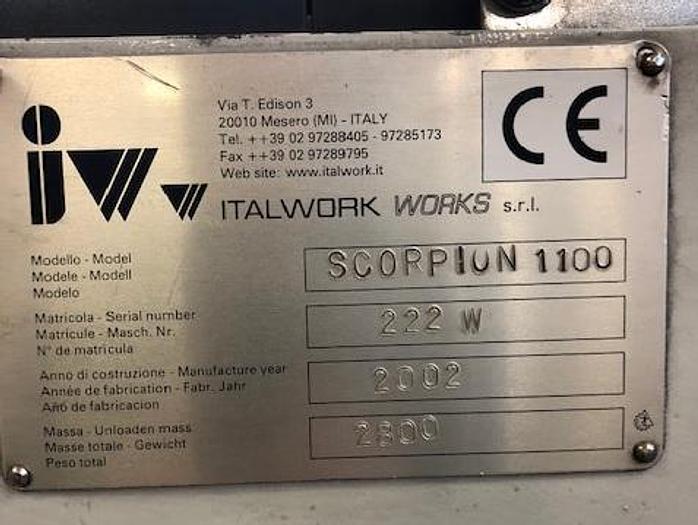 Via T. Edison 3
20010 Mesero (MI) - ITALY
Tel. ++39 02 97288405 - 97285173
Fax ++39 02 97289795
Web site: www.italwork.it
CE
iww
ITALWORK WORKS s.r.l.
Modello - Model
Modele - Modell
Modelo
SCORPION 1100
Matricola - Serial number
Matricule - Masch. Nr.
N° de matricula
222 W
Anno di costruzione - Manufacture year
Année de fabrication - Fabr. Jahr
Año de fabricacion
2002
Massa - Unloaden mass
Masse totale - Gewicht
Peso total
2800